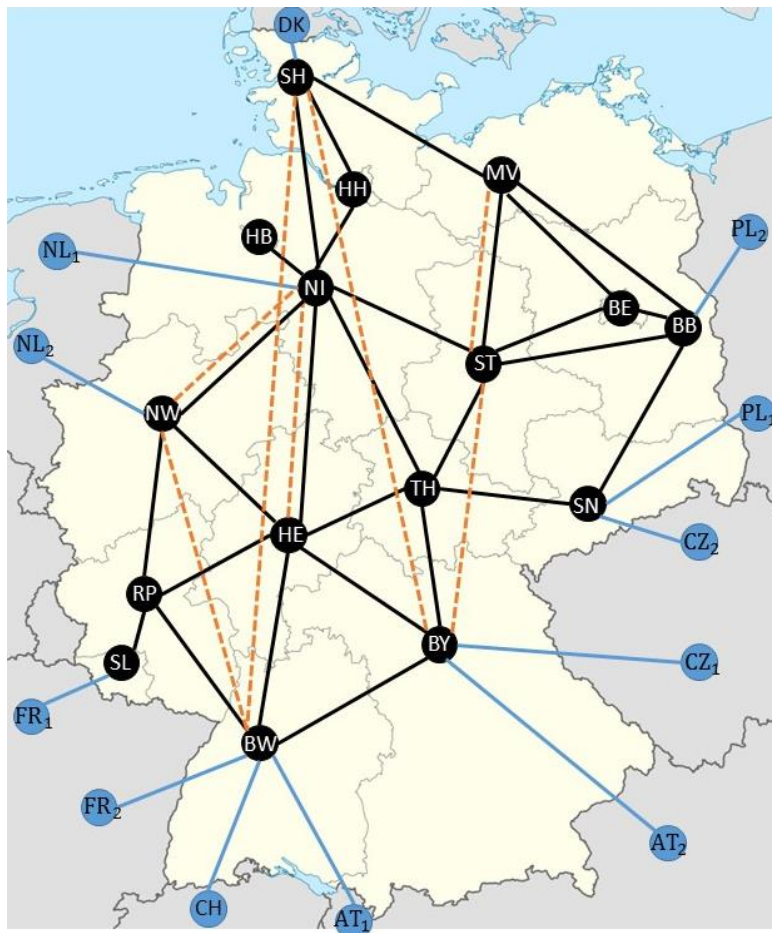 DK
SH
MV
HH
HB
PL₂
NL₁
NI
BE
BB
NL₂
ST
NW
PL₁
TH
SN
HE
CZ₂
RP
BY
SL
CZ₁
FR₁
BW
FR₂
AT₂
CH
AT₁